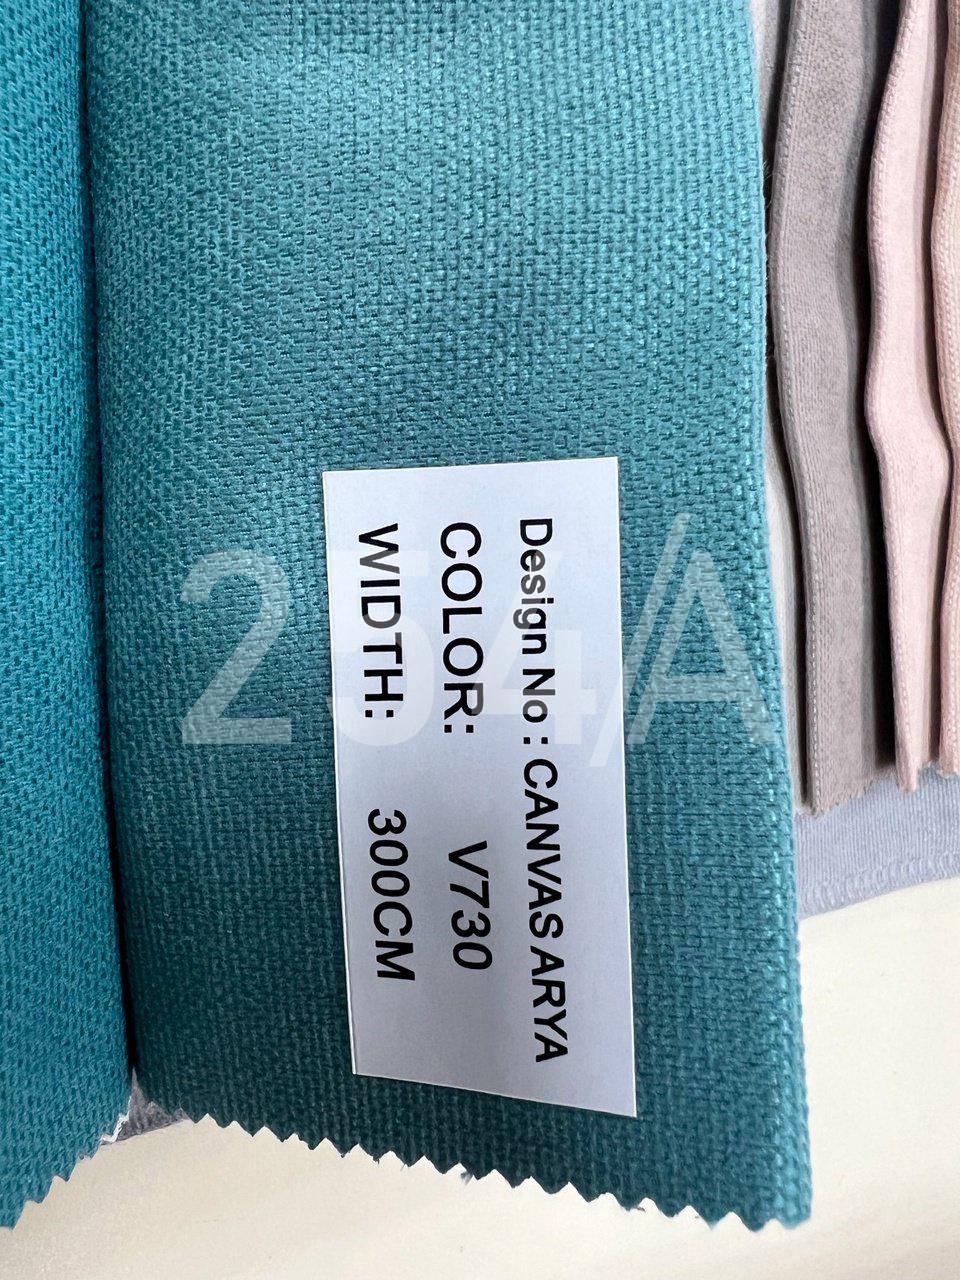 Design No : CANVAS ARYA
COLOR: V730
WIDTH: 300CM
254/A